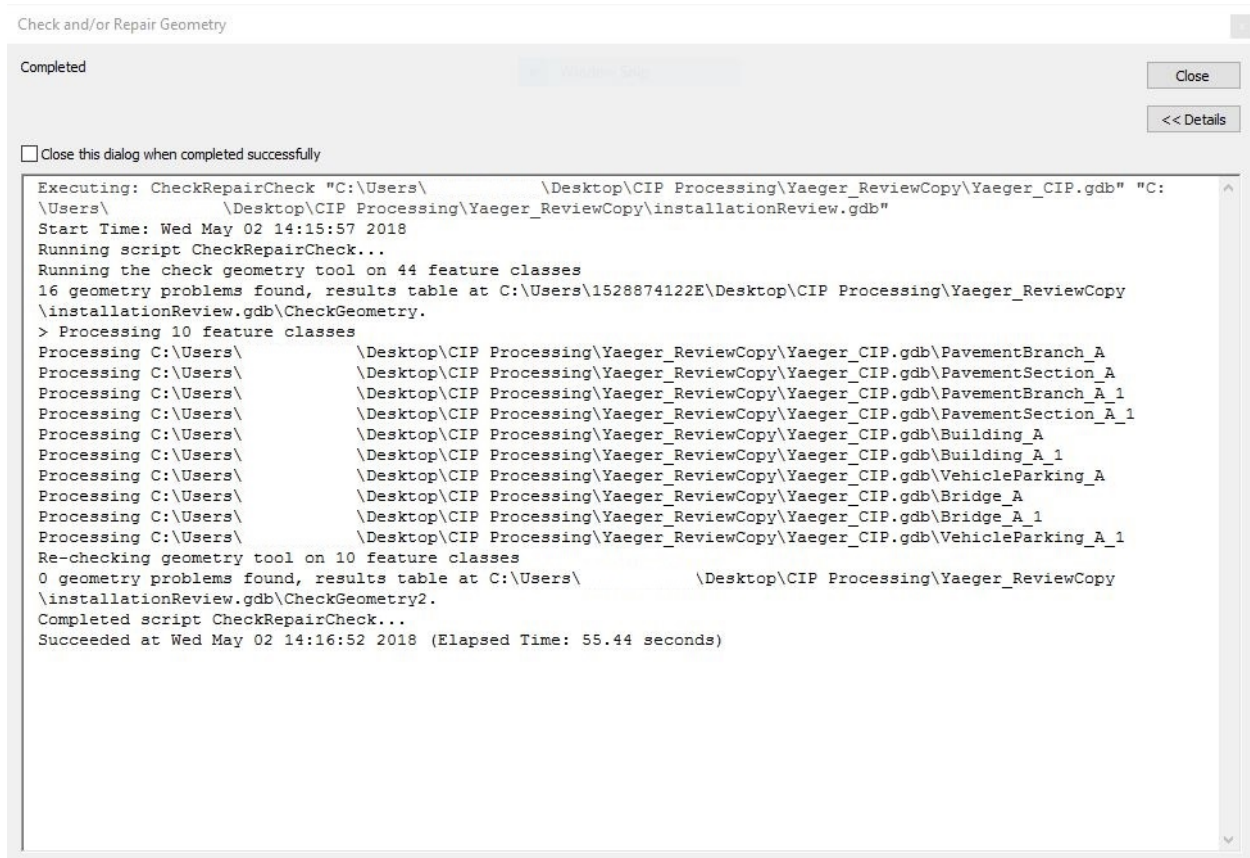 Check and/or Repair Geometry
Completed
Close
<< Details
Close this dialog when completed successfully
Executing: CheckRepairCheck "C:\Users\ \Desktop\CIP Processing\Yaeger_ReviewCopy\Yaeger_CIP.gdb" "C:
\Users\ \Desktop\CIP Processing\Yaeger_ReviewCopy\installationReview.gdb"
Start Time: Wed May 02 14:15:57 2018
Running script CheckRepairCheck...
Running the check geometry tool on 44 feature classes
16 geometry problems found, results table at C:\Users\1528874122E\Desktop\CIP Processing\Yaeger_ReviewCopy
\installationReview.gdb\CheckGeometry.
> Processing 10 feature classes
Processing C:\Users\ \Desktop\CIP Processing\Yaeger_ReviewCopy\Yaeger_CIP.gdb\PavementBranch_A
Processing C:\Users\ \Desktop\CIP Processing\Yaeger_ReviewCopy\Yaeger_CIP.gdb\PavementSection_A
Processing C:\Users\ \Desktop\CIP Processing\Yaeger_ReviewCopy\Yaeger_CIP.gdb\PavementBranch_A_1
Processing C:\Users\ \Desktop\CIP Processing\Yaeger_ReviewCopy\Yaeger_CIP.gdb\PavementSection_A_1
Processing C:\Users\ \Desktop\CIP Processing\Yaeger_ReviewCopy\Yaeger_CIP.gdb\Building_A
Processing C:\Users\ \Desktop\CIP Processing\Yaeger_ReviewCopy\Yaeger_CIP.gdb\Building_A_1
Processing C:\Users\ \Desktop\CIP Processing\Yaeger_ReviewCopy\Yaeger_CIP.gdb\VehicleParking_A
Processing C:\Users\ \Desktop\CIP Processing\Yaeger_ReviewCopy\Yaeger_CIP.gdb\Bridge_A
Processing C:\Users\ \Desktop\CIP Processing\Yaeger_ReviewCopy\Yaeger_CIP.gdb\Bridge_A_1
Processing C:\Users\ \Desktop\CIP Processing\Yaeger_ReviewCopy\Yaeger_CIP.gdb\VehicleParking_A_1
Re-checking geometry tool on 10 feature classes
0 geometry problems found, results table at C:\Users\ \Desktop\CIP Processing\Yaeger_ReviewCopy
\installationReview.gdb\CheckGeometry2.
Completed script CheckRepairCheck...
Succeeded at Wed May 02 14:16:52 2018 (Elapsed Time: 55.44 seconds)